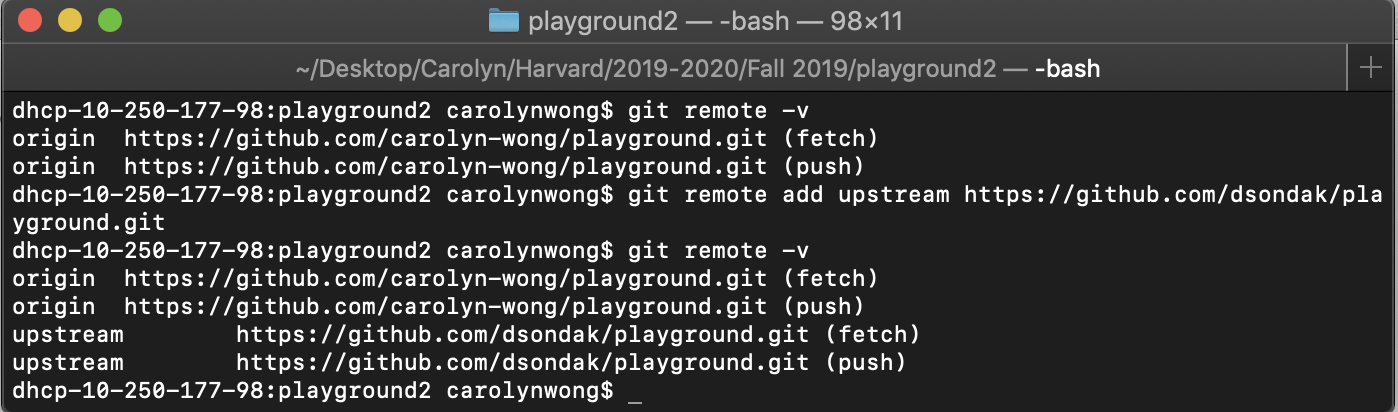 playground2 — -bash — 98×11
~/Desktop/Carolyn/Harvard/2019-2020/Fall 2019/playground2 — -bash
dhcp-10-250-177-98:playground2 carolynwong$ git remote -v
origin  https://github.com/carolyn-wong/playground.git (fetch)
origin  https://github.com/carolyn-wong/playground.git (push)
dhcp-10-250-177-98:playground2 carolynwong$ git remote add upstream https://github.com/dsondak/pla
yground.git
dhcp-10-250-177-98:playground2 carolynwong$ git remote -v
origin  https://github.com/carolyn-wong/playground.git (fetch)
origin  https://github.com/carolyn-wong/playground.git (push)
upstream        https://github.com/dsondak/playground.git (fetch)
upstream        https://github.com/dsondak/playground.git (push)
dhcp-10-250-177-98:playground2 carolynwong$ _